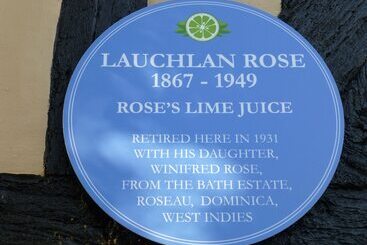 LAUCHLAN ROSE
1867 - 1949
ROSE'S LIME JUICE
RETIRED HERE IN 1931
WITH HIS DAUGHTER,
WINIFRED ROSE,
FROM THE BATH ESTATE,
ROSEAU, DOMINICA,
WEST INDIES